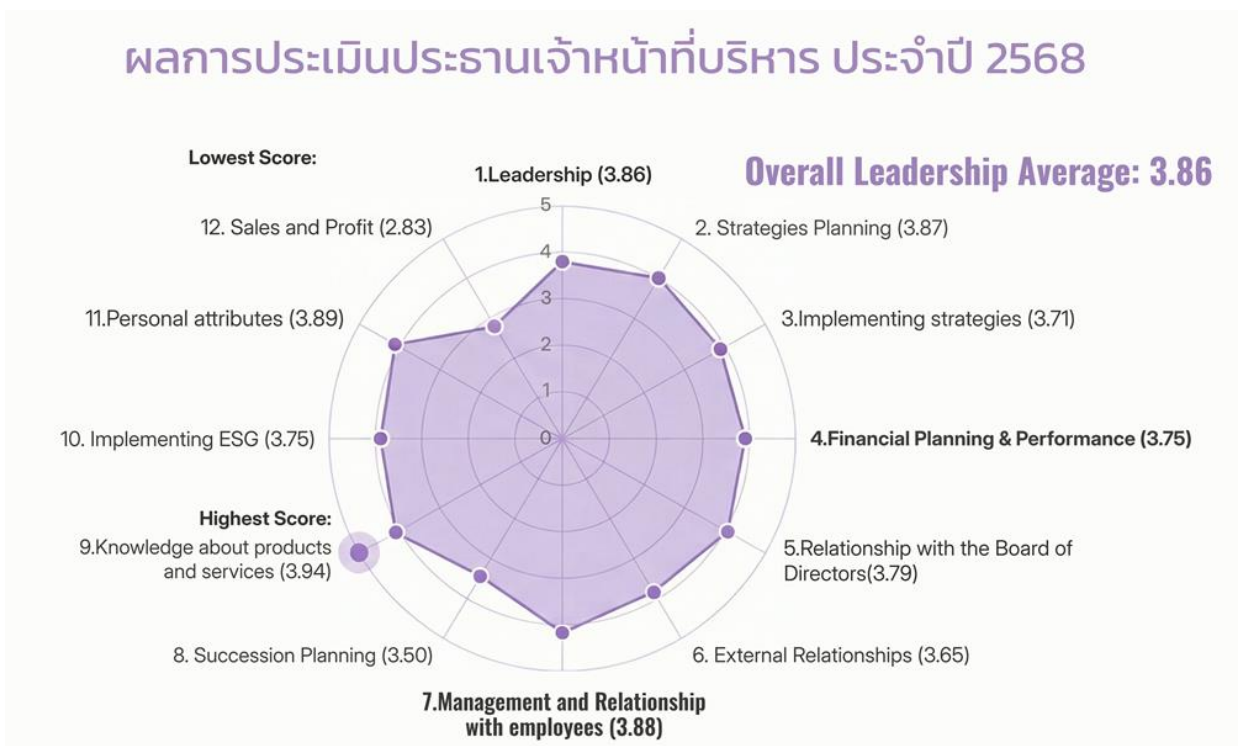 ผลการประเมินประธานเจ้าหน้าที่บริหาร ประจำปี 2568
Lowest Score:
1.Leadership (3.86)
Overall Leadership Average: 3.86
12. Sales and Profit (2.83)
2. Strategies Planning (3.87)
11.Personal attributes (3.89)
3.Implementing strategies (3.71)
10. Implementing ESG (3.75)
4.Financial Planning & Performance (3.75)
Highest Score:
9.Knowledge about products
and services (3.94)
5.Relationship with the Board of
Directors(3.79)
8. Succession Planning (3.50)
6. External Relationships (3.65)
7.Management and Relationship
with employees (3.88)
5
4
3
2
1
0